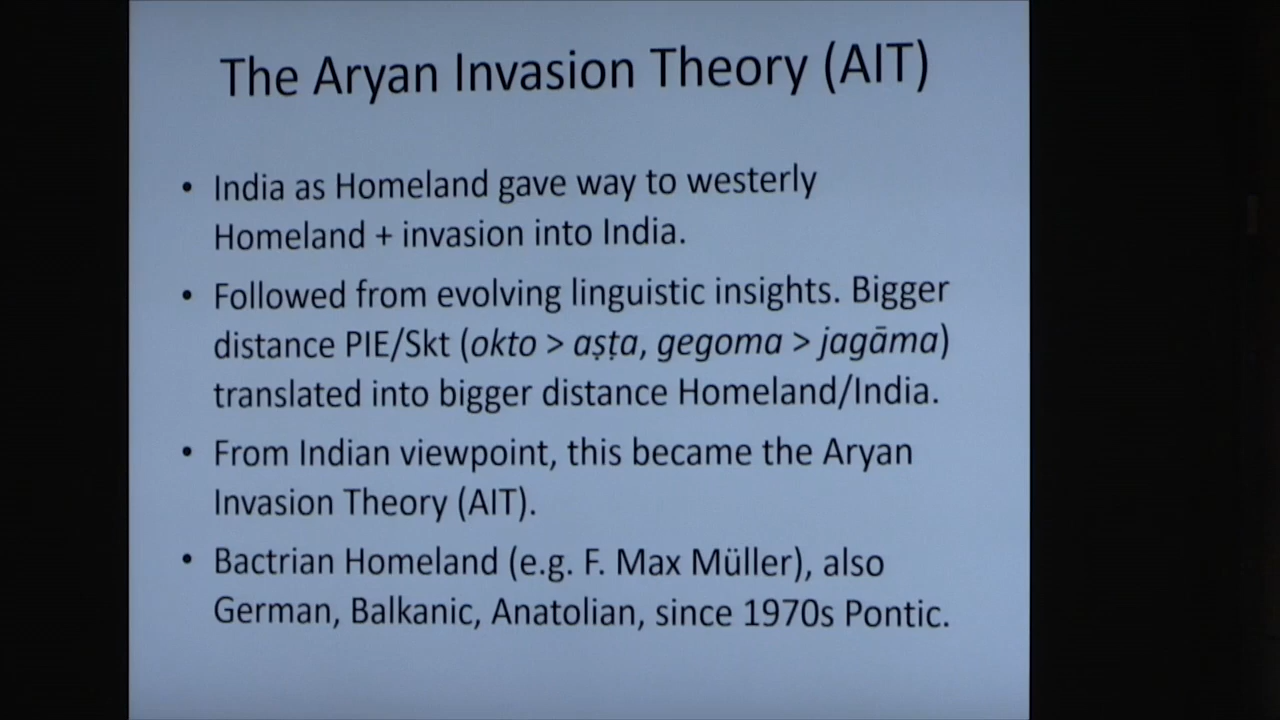 The Aryan Invasion Theory (AIT)
• India as Homeland gave way to westerly
Homeland + invasion into India.
• Followed from evolving linguistic insights. Bigger
distance PIE/Skt (okto > aṣṭa, gegoma > jagāma)
translated into bigger distance Homeland/India.
• From Indian viewpoint, this became the Aryan
Invasion Theory (AIT).
• Bactrian Homeland (e.g. F. Max Müller), also
German, Balkanic, Anatolian, since 1970s Pontic.